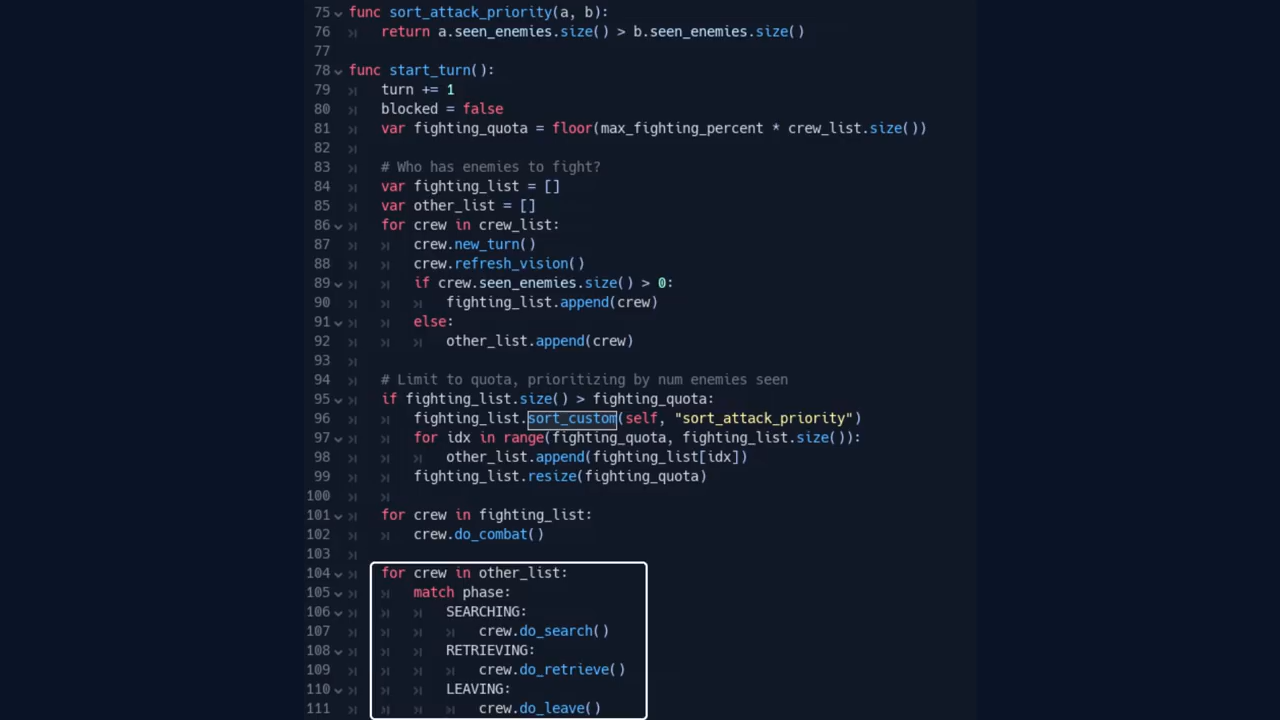 75 func sort_attack_priority(a, b):
76 return a.seen_enemies.size() > b.seen_enemies.size()
77
78 func start_turn():
79 turn += 1
80 blocked = false
81 var fighting_quota = floor(max_fighting_percent * crew_list.size())
82
83 # Who has enemies to fight?
84 var fighting_list = []
85 var other_list = []
86 for crew in crew_list:
87 crew.new_turn()
88 crew.refresh_vision()
89 if crew.seen_enemies.size() > 0:
90 fighting_list.append(crew)
91 else:
92 other_list.append(crew)
93
94 # Limit to quota, prioritizing by num enemies seen
95 if fighting_list.size() > fighting_quota:
96 fighting_list.sort_custom(self, "sort_attack_priority")
97 for idx in range(fighting_quota, fighting_list.size()):
98 other_list.append(fighting_list[idx])
99 fighting_list.resize(fighting_quota)
100
101 for crew in fighting_list:
102 crew.do_combat()
103
104 for crew in other_list:
105 match phase:
106 SEARCHING:
107 crew.do_search()
108 RETRIEVING:
109 crew.do_retrieve()
110 LEAVING:
111 crew.do_leave()